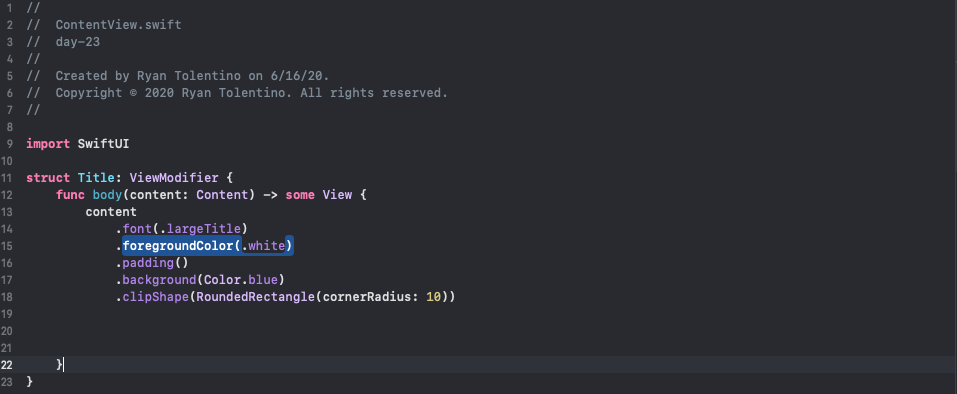 1 //
2 //  ContentView.swift
3 //  day-23
4 //
5 //  Created by Ryan Tolentino on 6/16/20.
6 //  Copyright © 2020 Ryan Tolentino. All rights reserved.
7 //
8
9 import SwiftUI
10
11 struct Title: ViewModifier {
12     func body(content: Content) -> some View {
13         content
14             .font(.largeTitle)
15             .foregroundColor(.white)
16             .padding()
17             .background(Color.blue)
18             .clipShape(RoundedRectangle(cornerRadius: 10))
19
20
21
22     }
23 }